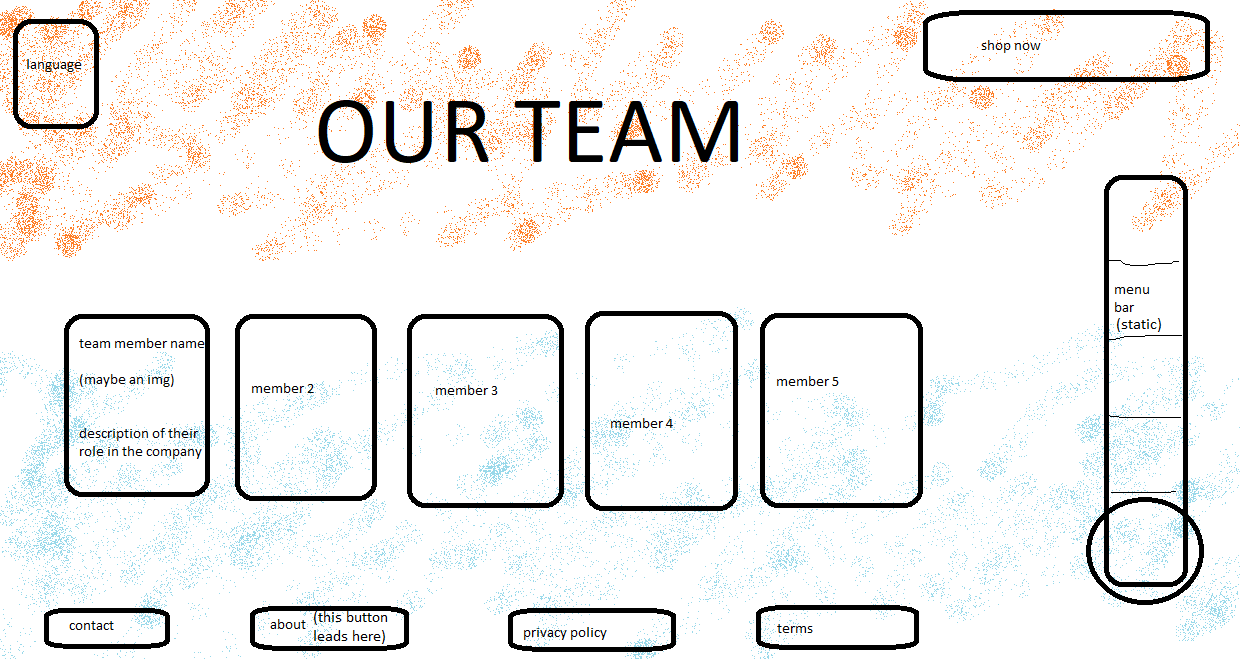 language
shop now
OUR TEAM
menu
bar
(static)
team member name
(maybe an img)
description of their
role in the company
member 2
member 3
member 4
member 5
contact
about (this button
leads here)
privacy policy
terms